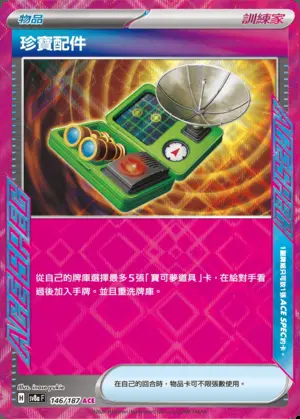 物品
訓練家
珍寶配件
ACE SPEC
1副牌只可放1張ACE SPEC的卡。
從自己的牌庫選擇最多5張「寶可夢道具」卡，在給對手看
過後加入手牌。並且重洗牌庫。
Illus. inose yukie
H sv8a F 146/187 ACE
在自己的回合時，物品卡可不限張數使用。